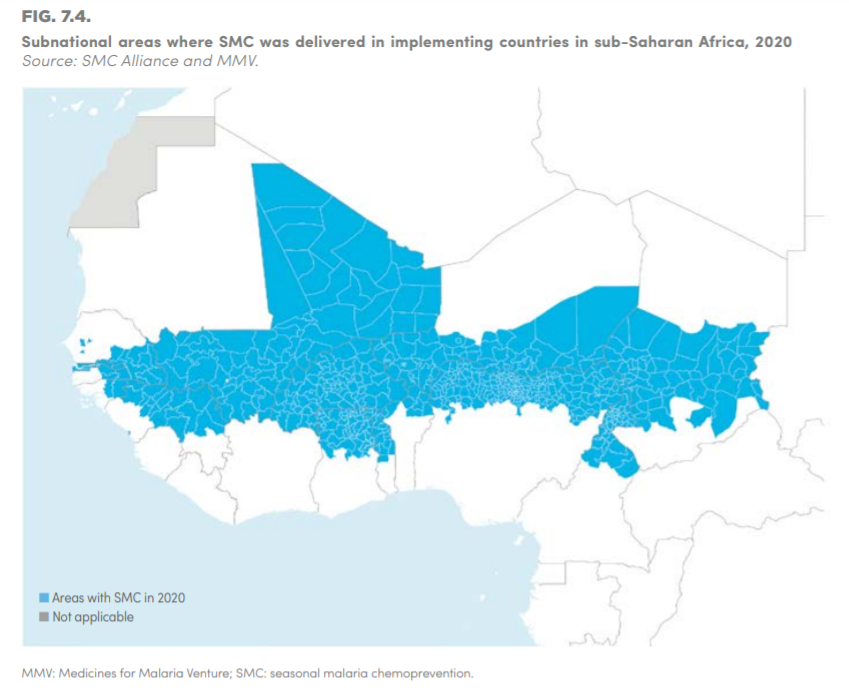 FIG. 7.4.
Subnational areas where SMC was delivered in implementing countries in sub-Saharan Africa, 2020
Source: SMC Alliance and MMV.
Areas with SMC in 2020
Not applicable
MMV: Medicines for Malaria Venture; SMC: seasonal malaria chemoprevention.